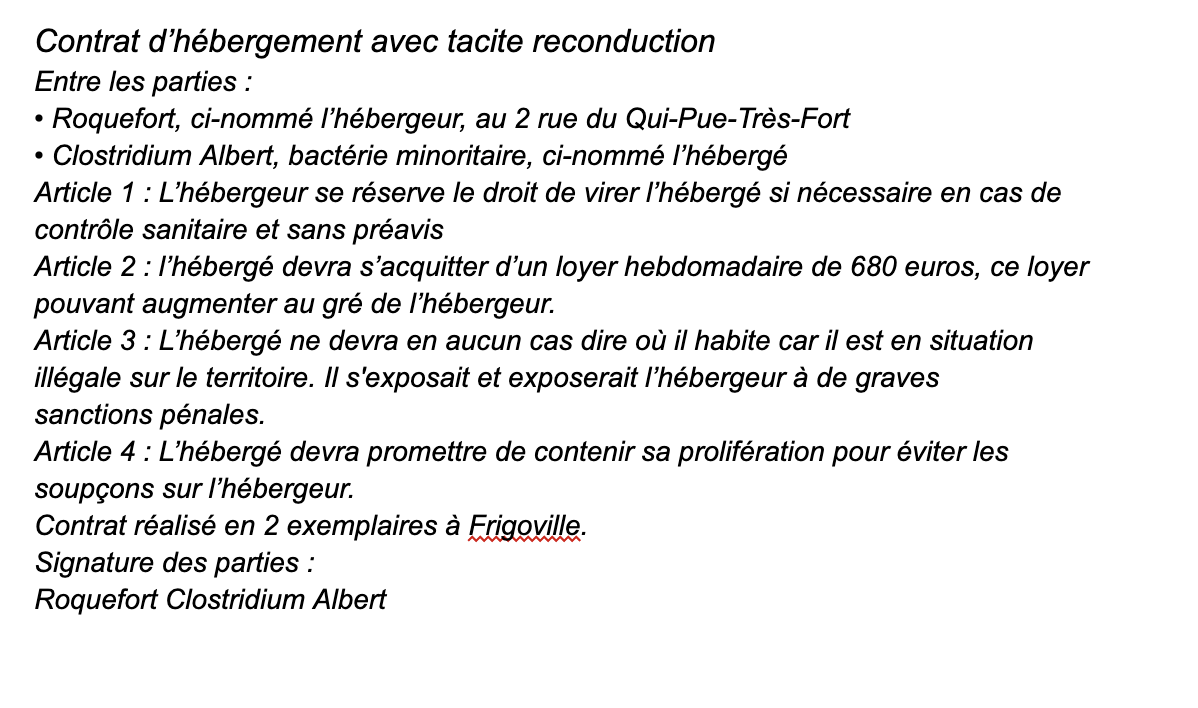 Contrat d’hébergement avec tacite reconduction
Entre les parties :
• Roquefort, ci-nommé l’hébergeur, au 2 rue du Qui-Pue-Très-Fort
• Clostridium Albert, bactérie minoritaire, ci-nommé l’hébergé
Article 1 : L’hébergeur se réserve le droit de virer l’hébergé si nécessaire en cas de
contrôle sanitaire et sans préavis
Article 2 : l’hébergé devra s’acquitter d’un loyer hebdomadaire de 680 euros, ce loyer
pouvant augmenter au gré de l’hébergeur.
Article 3 : L’hébergé ne devra en aucun cas dire où il habite car il est en situation
illégale sur le territoire. Il s'exposait et exposerait l’hébergeur à de graves
sanctions pénales.
Article 4 : L’hébergé devra promettre de contenir sa prolifération pour éviter les
soupçons sur l’hébergeur.
Contrat réalisé en 2 exemplaires à Frigoville.
Signature des parties :
Roquefort Clostridium Albert